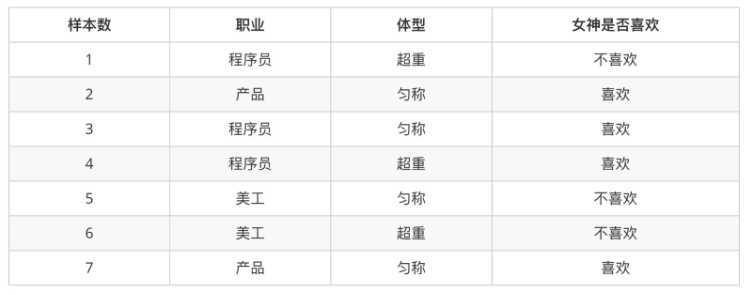 样本数 职业 体型 女神是否喜欢
1 程序员 超重 不喜欢
2 产品 匀称 喜欢
3 程序员 匀称 喜欢
4 程序员 超重 喜欢
5 美工 匀称 不喜欢
6 美工 超重 不喜欢
7 产品 匀称 喜欢